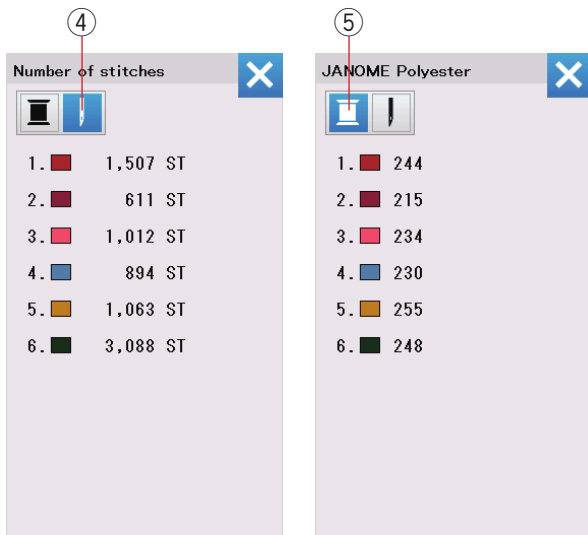 ④
Number of stitches
1. 1,507 ST
2. 611 ST
3. 1,012 ST
4. 894 ST
5. 1,063 ST
6. 3,088 ST
⑤
JANOME Polyester
1. 244
2. 215
3. 234
4. 230
5. 255
6. 248